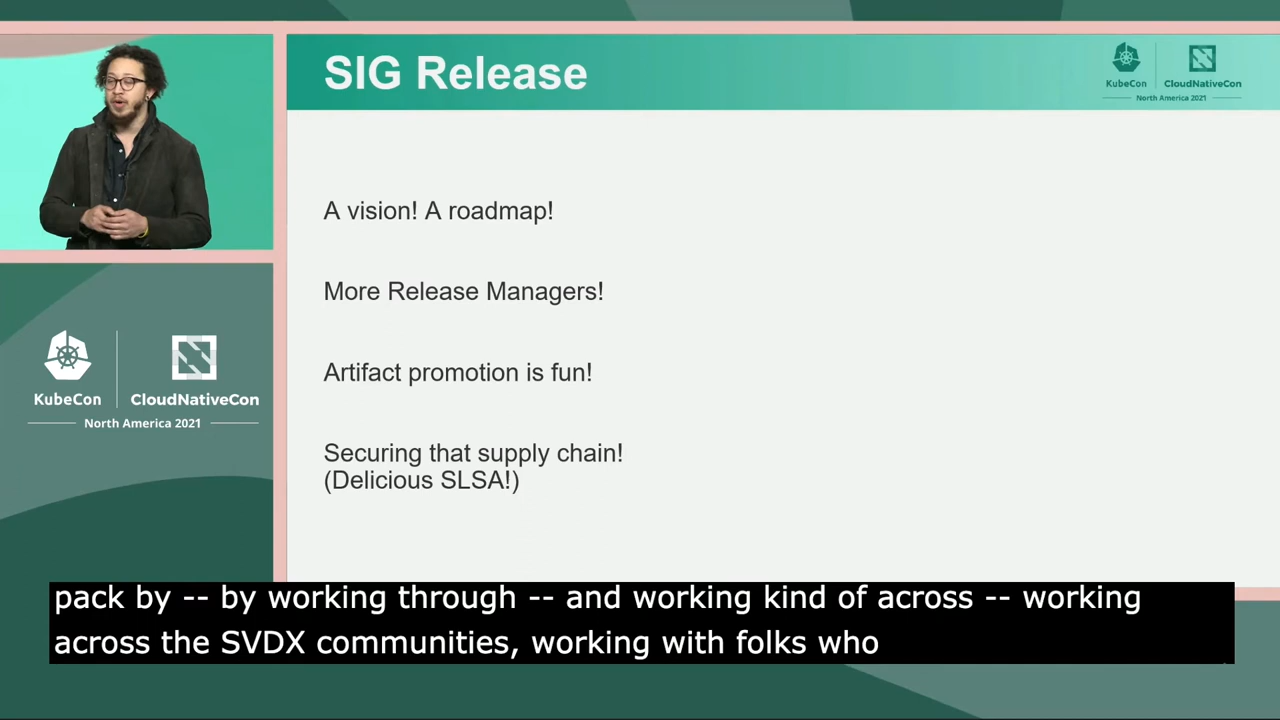 SIG Release
KubeCon
CloudNativeCon
North America 2021
A vision! A roadmap!
More Release Managers!
Artifact promotion is fun!
Securing that supply chain!
(Delicious SLSA!)
KubeCon
CloudNativeCon
North America 2021
pack by -- by working through -- and working kind of across -- working
across the SVDX communities, working with folks who